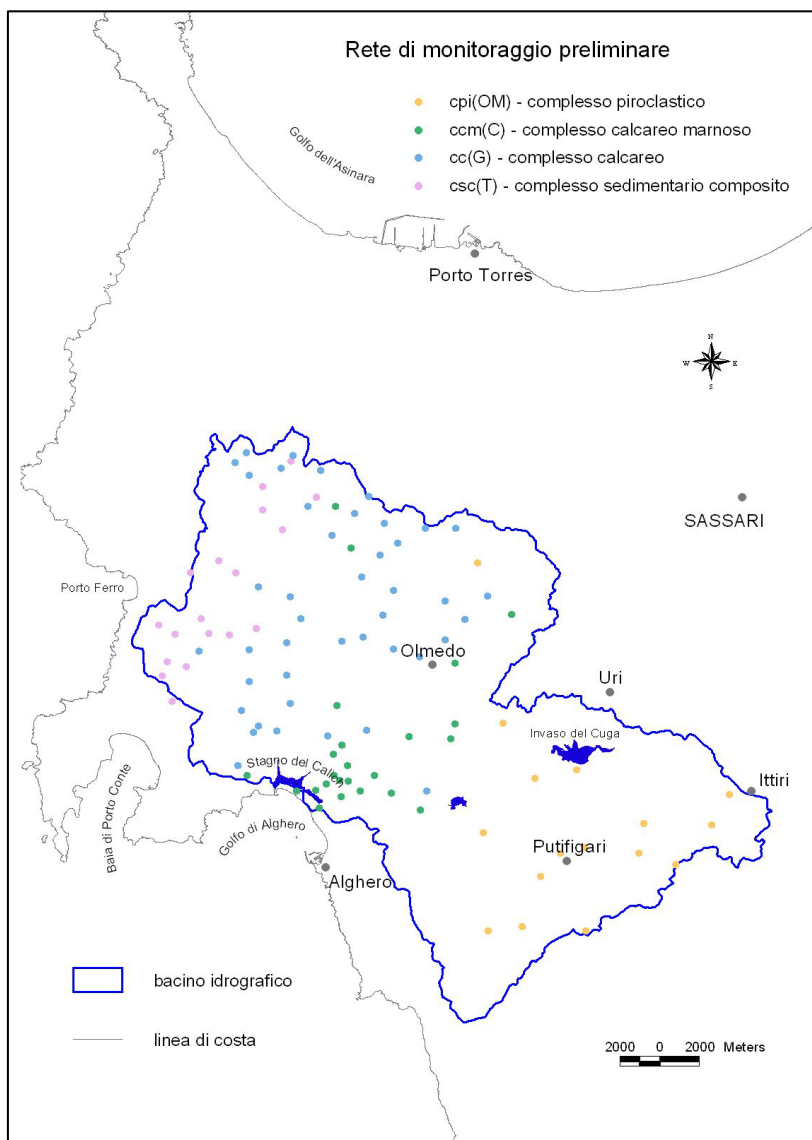 Rete di monitoraggio preliminare
cpi(OM) - complesso piroclastico
ccm(C) - complesso calcareo marnoso
cc(G) - complesso calcareo
csc(T) - complesso sedimentario composito
Golfo dell'Asinara
Porto Torres
N
W E
S
SASSARI
Porto Ferro
Olmedo
Uri
Invaso del Cuga
Stagno del Calich
Ittiri
Baia di Porto Conte
Golfo di Alghero
Putifigari
Alghero
bacino idrografico
linea di costa
2000 0 2000 Meters